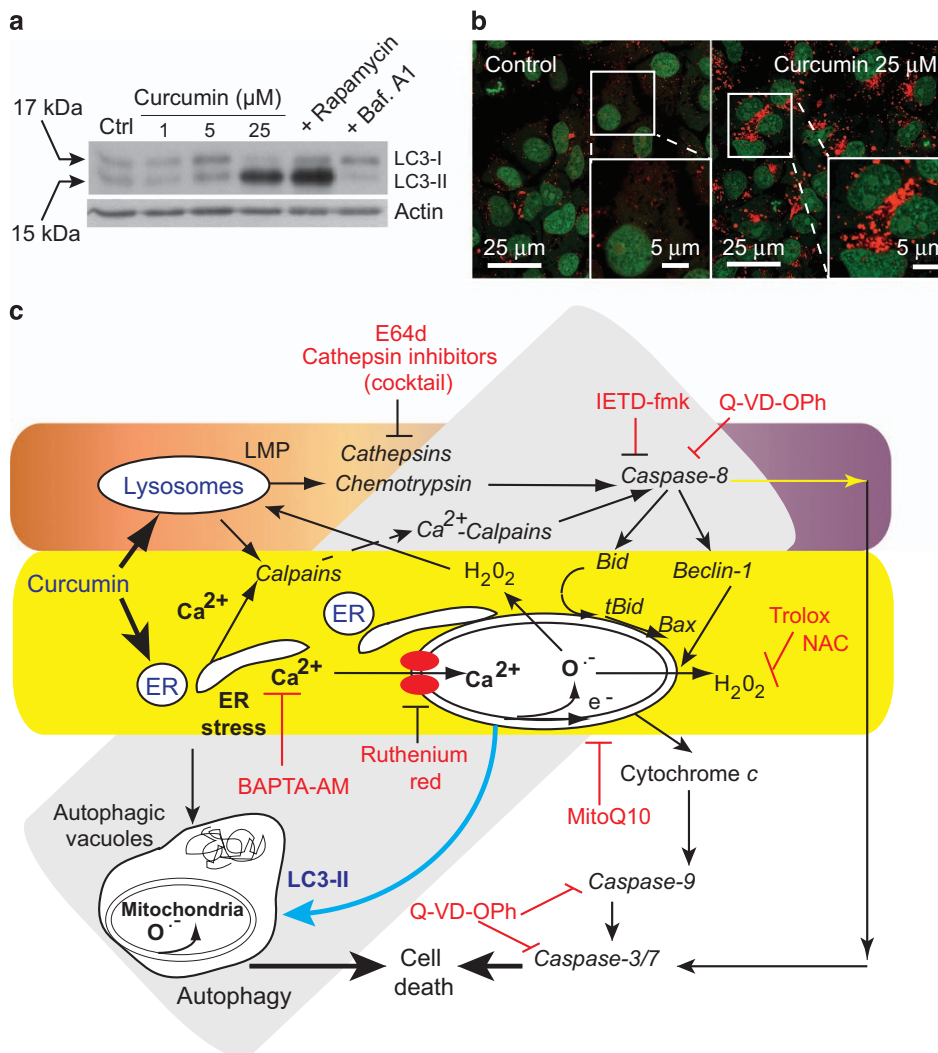 a
17 kDa
15 kDa
Ctrl
Curcumin (µM)
1 5 25
+ Rapamycin
+ Baf. A1
LC3-I
LC3-II
Actin
b
Control
25 µm
5 µm
Curcumin 25 µM
25 µm
5 µm
c
E64d
Cathepsin inhibitors
(cocktail)
IETD-fmk
Q-VD-OPh
LMP
Cathepsins
Lysosomes
Chemotrypsin
Caspase-8
Ca2+-Calpains
Curcumin
Calpains
H2O2
Bid
Beclin-1
Ca2+
ER
tBid
Bax
Trolox
NAC
ER
Ca2+
Ca2+
O·-
H2O2
ER
stress
e-
BAPTA-AM
Ruthenium
red
Cytochrome c
MitoQ10
Autophagic
vacuoles
LC3-II
Caspase-9
Mitochondria
O·-
Q-VD-OPh
Cell
death
Caspase-3/7
Autophagy